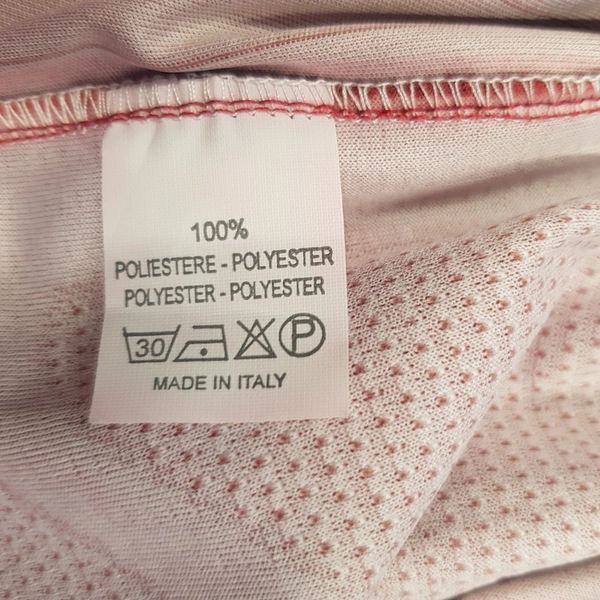 100%
POLIESTERE - POLYESTER
POLYESTER - POLYESTER
30 P
MADE IN ITALY